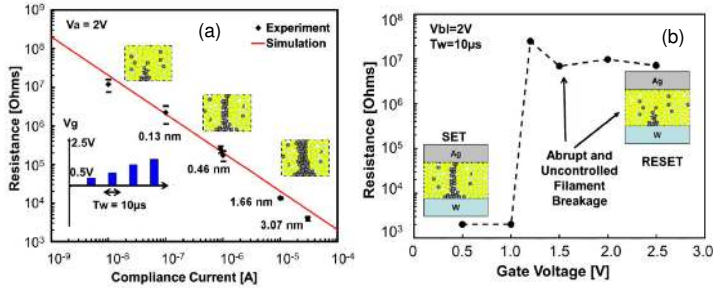 Va = 2V
(a)
Experiment
Simulation
Resistance [Ohms]
10⁹
10⁸
10⁷
10⁶
10⁵
10⁴
10³
Vg
2.5V
0.5V
Tw = 10µs
0.13 nm
0.46 nm
1.66 nm
3.07 nm
10⁻⁹ 10⁻⁸ 10⁻⁷ 10⁻⁶ 10⁻⁵ 10⁻⁴
Compliance Current [A]
Vbl=2V
Tw=10µs
(b)
Resistance [Ohms]
10⁸
10⁷
10⁶
10⁵
10⁴
10³
SET
Ag
W
Abrupt and
Uncontrolled
Filament
Breakage
Ag
W
RESET
0.0 0.5 1.0 1.5 2.0 2.5 3.0
Gate Voltage [V]